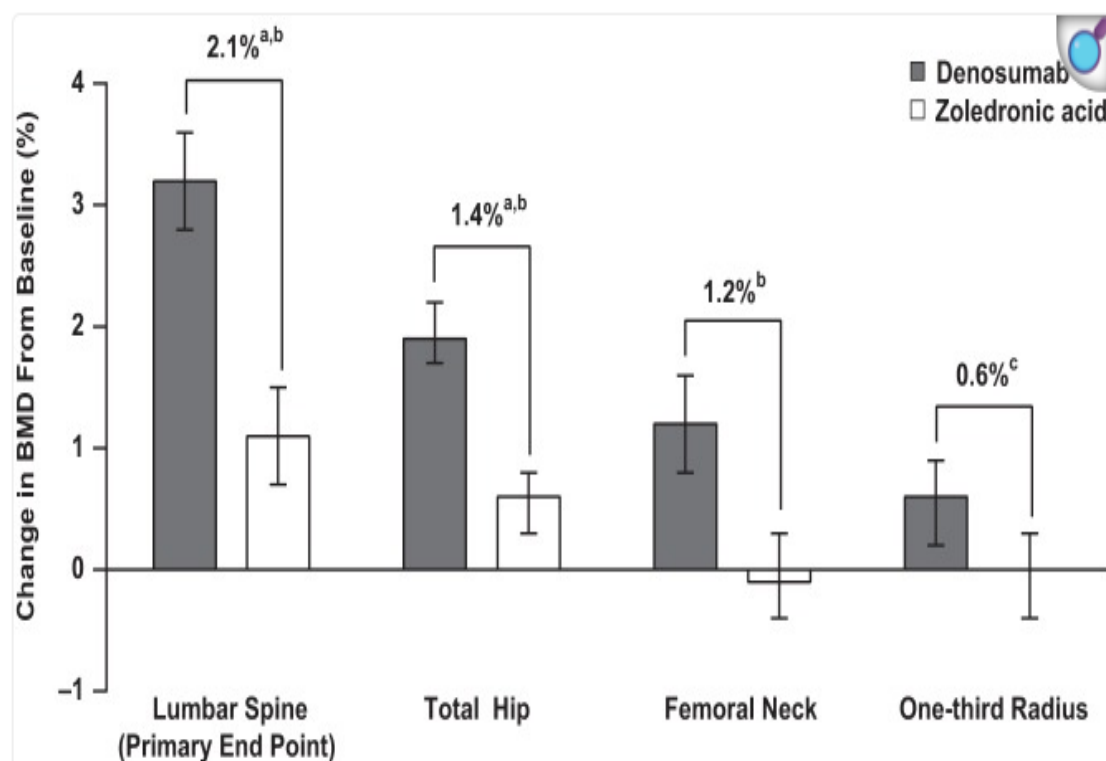 2.1%a,b
Denosumab
Zoledronic acid
1.4%a,b
1.2%b
0.6%c
Change in BMD From Baseline (%)
4
3
2
1
0
–1
Lumbar Spine
(Primary End Point)
Total Hip
Femoral Neck
One-third Radius